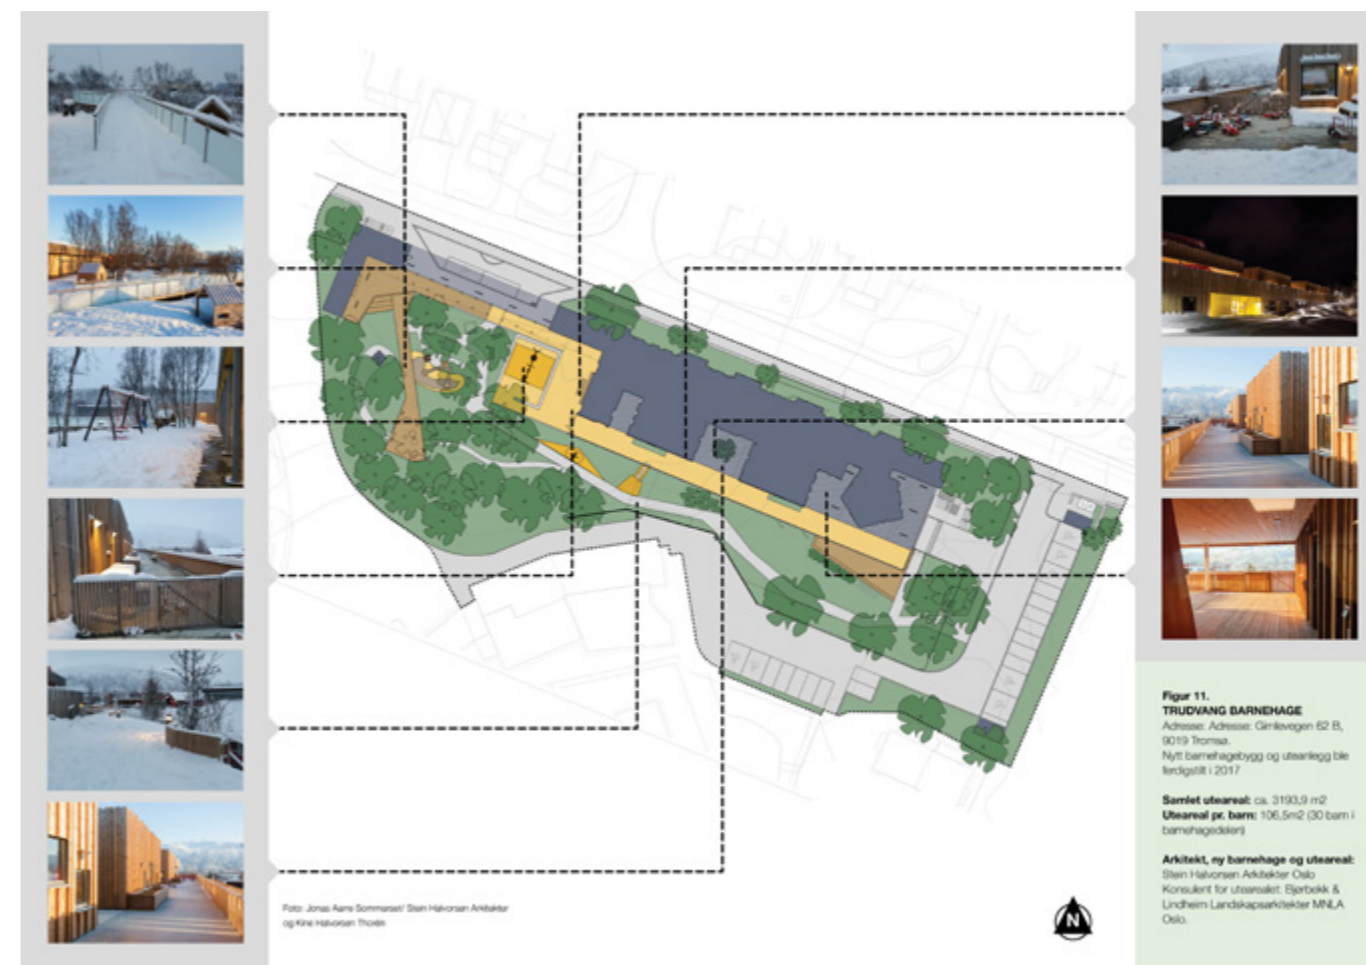 Figur 11.
TRUDVANG BARNEHAGE
Adresse: Adresse: Gimlevegen 62 B,
9019 Tromsø.
Nytt barnehagebygg og uteanlegg ble
ferdigstilt i 2017
Samlet uteareal: ca. 3193,9 m2
Uteareal pr. barn: 106,5m2 (30 barn i
barnehagedelen)
Arkitekt, ny barnehage og uteareal:
Stein Halvorsen Arkitekter Oslo
Konsulent for utearealet: Bjørbekk &
Lindheim Landskapsarkitekter MNLA
Oslo.
Foto: Jonas Aarre Sommarset/ Stein Halvorsen Arkitekter
og Kine Halvorsen Thorén
N